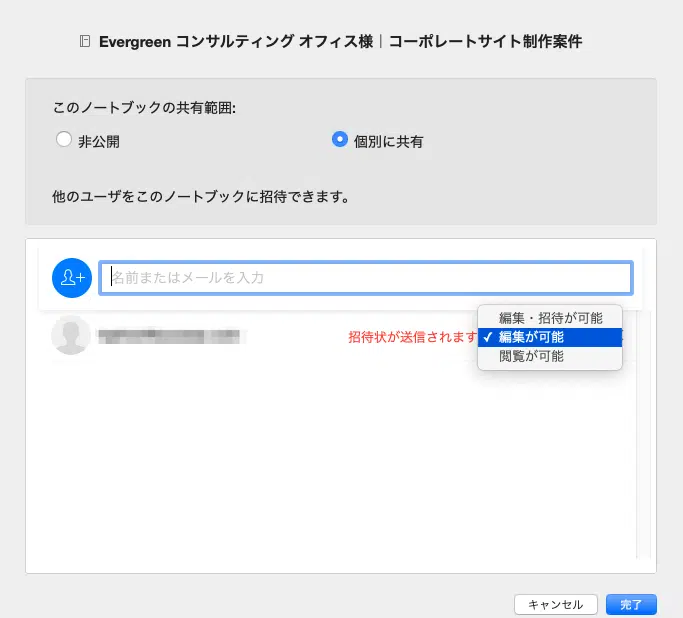 Evergreen コンサルティング オフィス様｜コーポレートサイト制作案件
このノートブックの共有範囲:
非公開
個別に共有
他のユーザをこのノートブックに招待できます。
名前またはメールを入力
招待状が送信されます
編集・招待が可能
✓ 編集が可能
閲覧が可能
キャンセル
完了